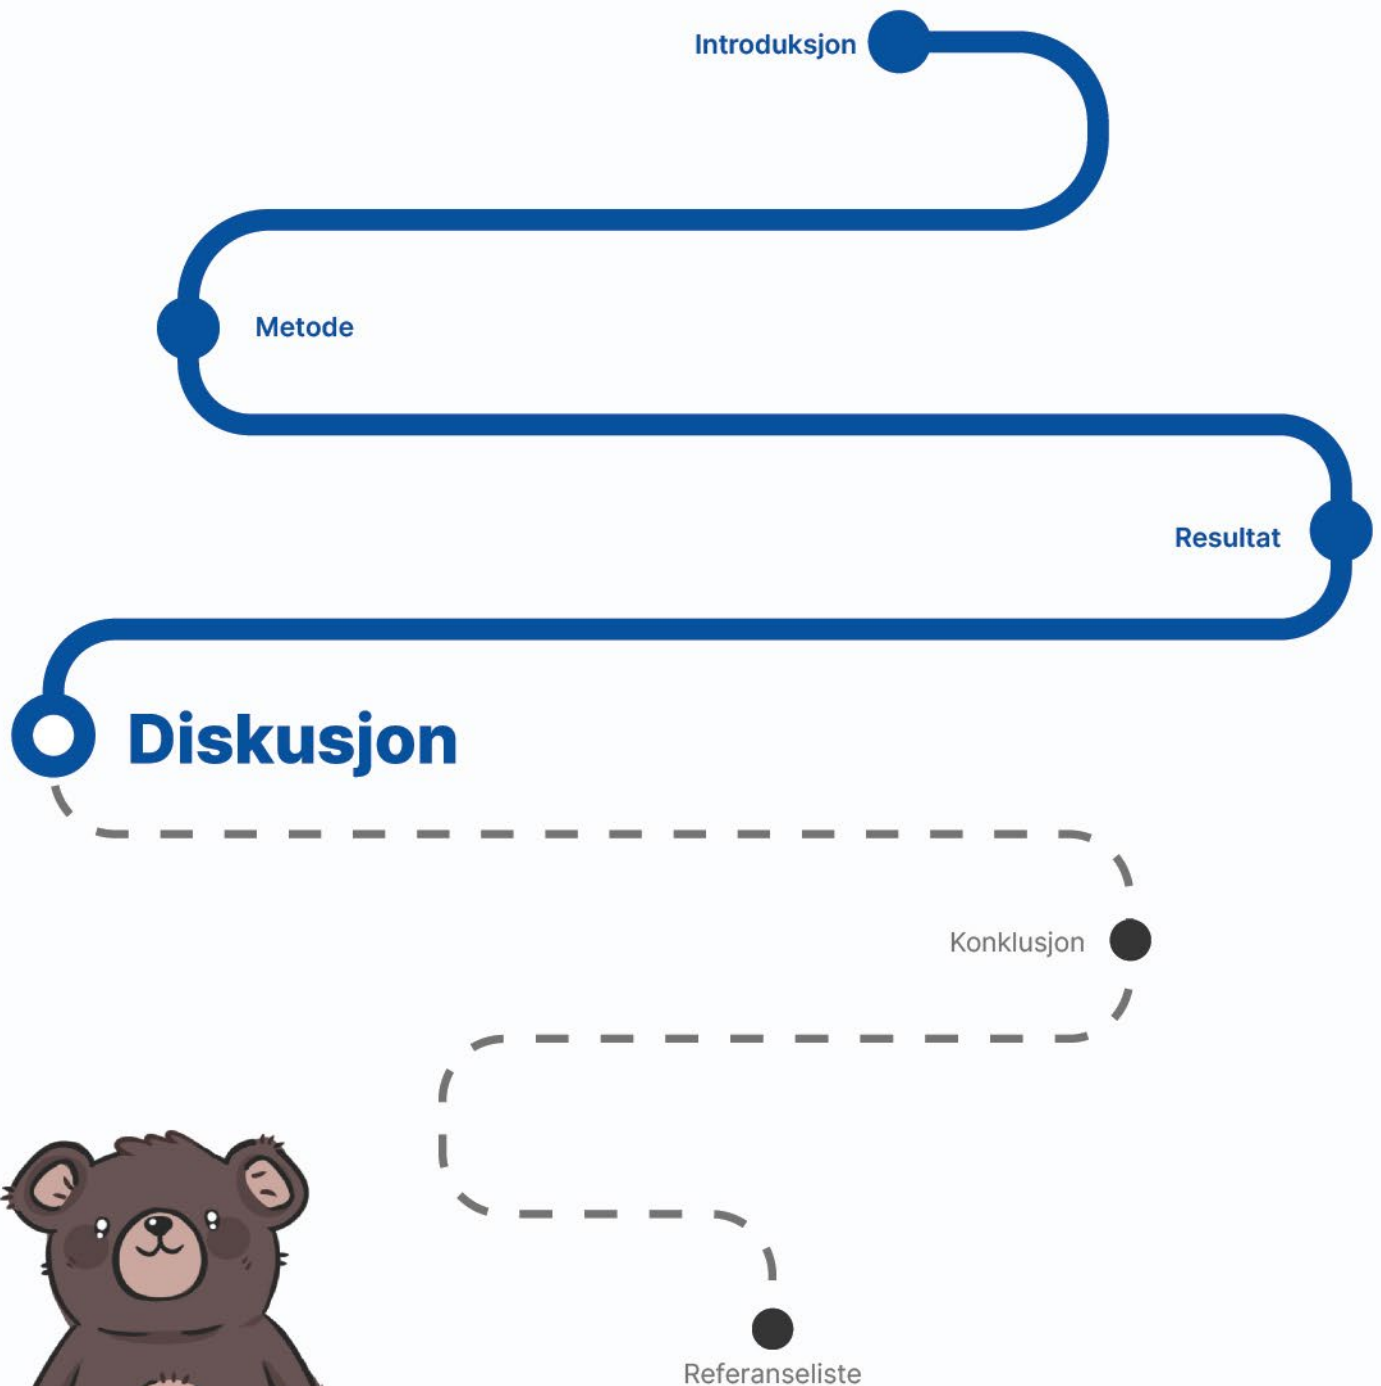 Introduksjon
Metode
Resultat
Diskusjon
Konklusjon
Referanseliste